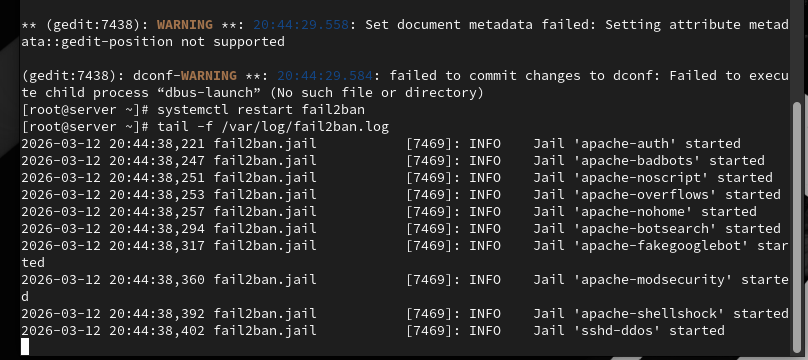 ** (gedit:7438): WARNING **: 20:44:29.558: Set document metadata failed: Setting attribute metad
ata::gedit-position not supported
(gedit:7438): dconf-WARNING **: 20:44:29.584: failed to commit changes to dconf: Failed to execu
te child process “dbus-launch” (No such file or directory)
[root@server ~]# systemctl restart fail2ban
[root@server ~]# tail -f /var/log/fail2ban.log
2026-03-12 20:44:38,221 fail2ban.jail           [7469]: INFO    Jail 'apache-auth' started
2026-03-12 20:44:38,247 fail2ban.jail           [7469]: INFO    Jail 'apache-badbots' started
2026-03-12 20:44:38,251 fail2ban.jail           [7469]: INFO    Jail 'apache-noscript' started
2026-03-12 20:44:38,253 fail2ban.jail           [7469]: INFO    Jail 'apache-overflows' started
2026-03-12 20:44:38,257 fail2ban.jail           [7469]: INFO    Jail 'apache-nohome' started
2026-03-12 20:44:38,294 fail2ban.jail           [7469]: INFO    Jail 'apache-botsearch' started
2026-03-12 20:44:38,317 fail2ban.jail           [7469]: INFO    Jail 'apache-fakegooglebot' star
ted
2026-03-12 20:44:38,360 fail2ban.jail           [7469]: INFO    Jail 'apache-modsecurity' starte
d
2026-03-12 20:44:38,392 fail2ban.jail           [7469]: INFO    Jail 'apache-shellshock' started
2026-03-12 20:44:38,402 fail2ban.jail           [7469]: INFO    Jail 'sshd-ddos' started